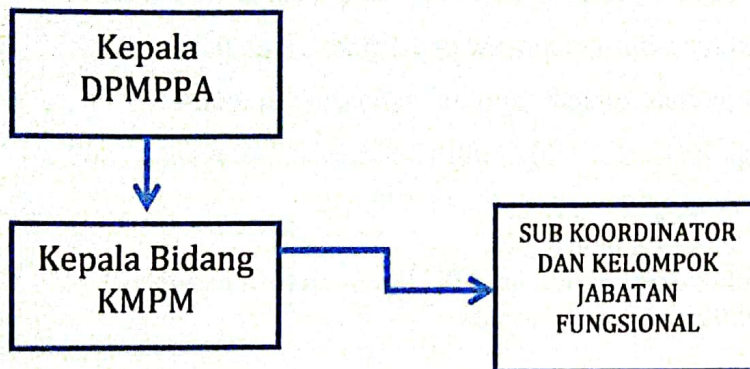 Kepala
DPMPPA
Kepala Bidang
KMPM
SUB KOORDINATOR
DAN KELOMPOK
JABATAN
FUNGSIONAL